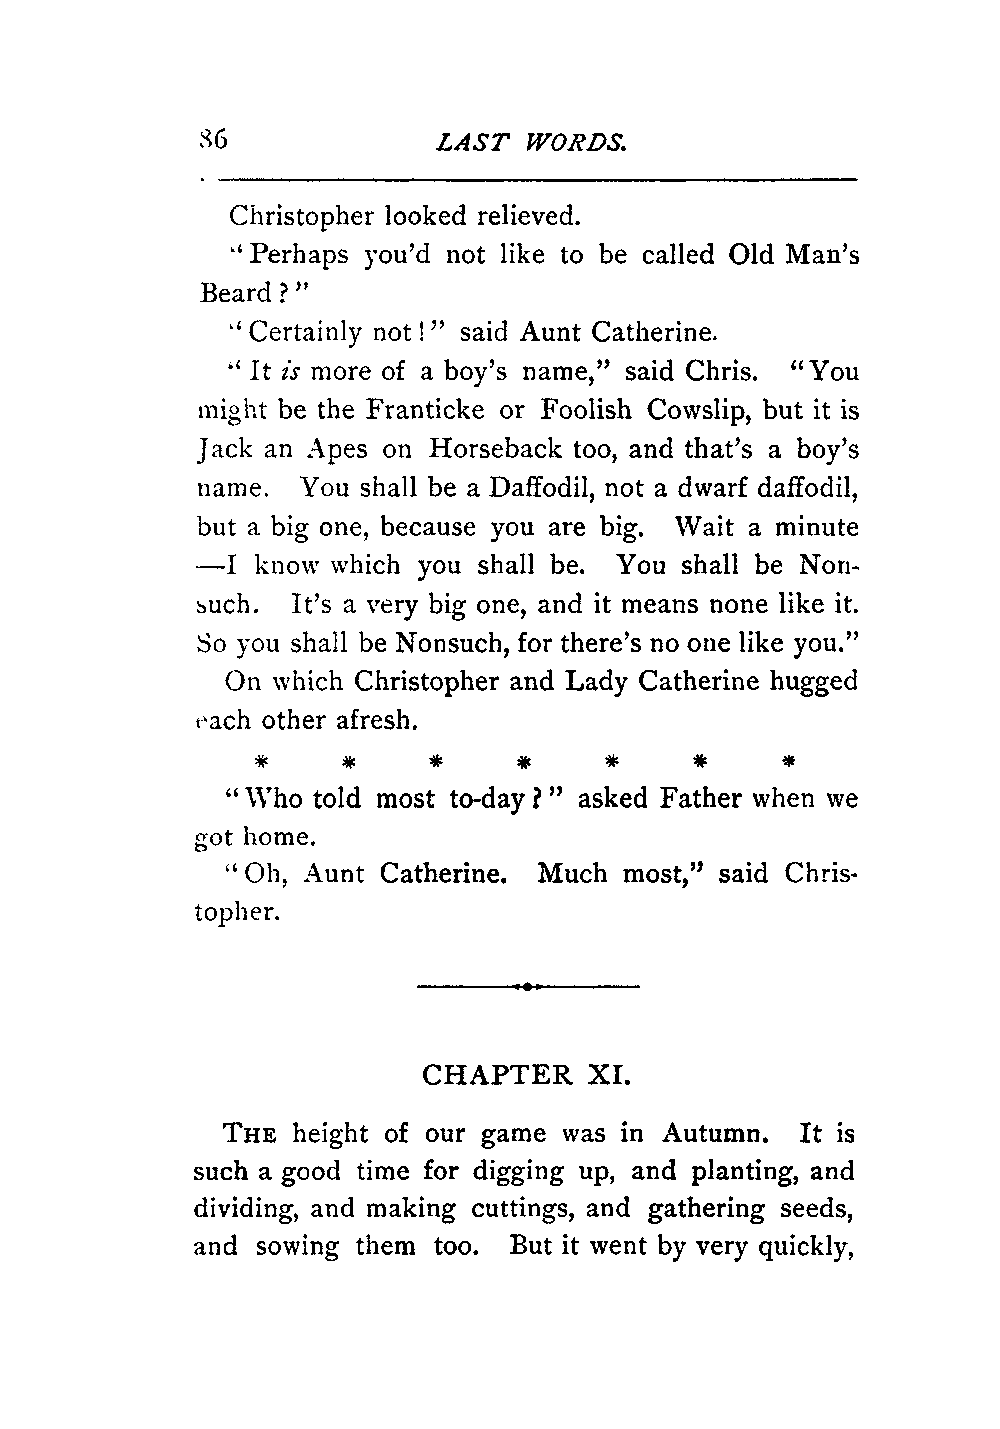 86 LAST WORDS.
Christopher looked relieved.
"Perhaps you'd not like to be called Old Man's
Beard?"
"Certainly not!" said Aunt Catherine.
"It is more of a boy's name," said Chris. "You
might be the Franticke or Foolish Cowslip, but it is
Jack an Apes on Horseback too, and that's a boy's
name. You shall be a Daffodil, not a dwarf daffodil,
but a big one, because you are big. Wait a minute
—I know which you shall be. You shall be Non-
such. It's a very big one, and it means none like it.
So you shall be Nonsuch, for there's no one like you."
On which Christopher and Lady Catherine hugged
each other afresh.
* * * * * * *
"Who told most to-day?" asked Father when we
got home.
"Oh, Aunt Catherine. Much most," said Chris-
topher.
CHAPTER XI.
THE height of our game was in Autumn. It is
such a good time for digging up, and planting, and
dividing, and making cuttings, and gathering seeds,
and sowing them too. But it went by very quickly,